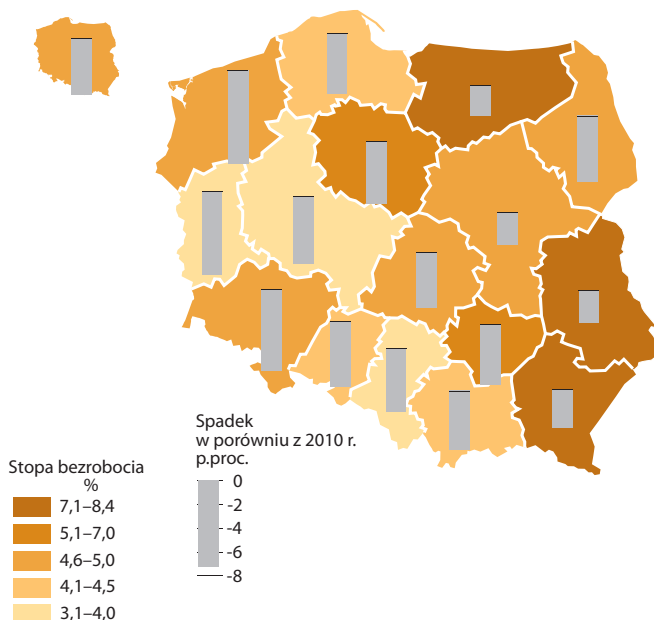 Spadek
w porówniu z 2010 r.
p.proc.
0
-2
-4
-6
-8
Stopa bezrobocia
%
7,1–8,4
5,1–7,0
4,6–5,0
4,1–4,5
3,1–4,0